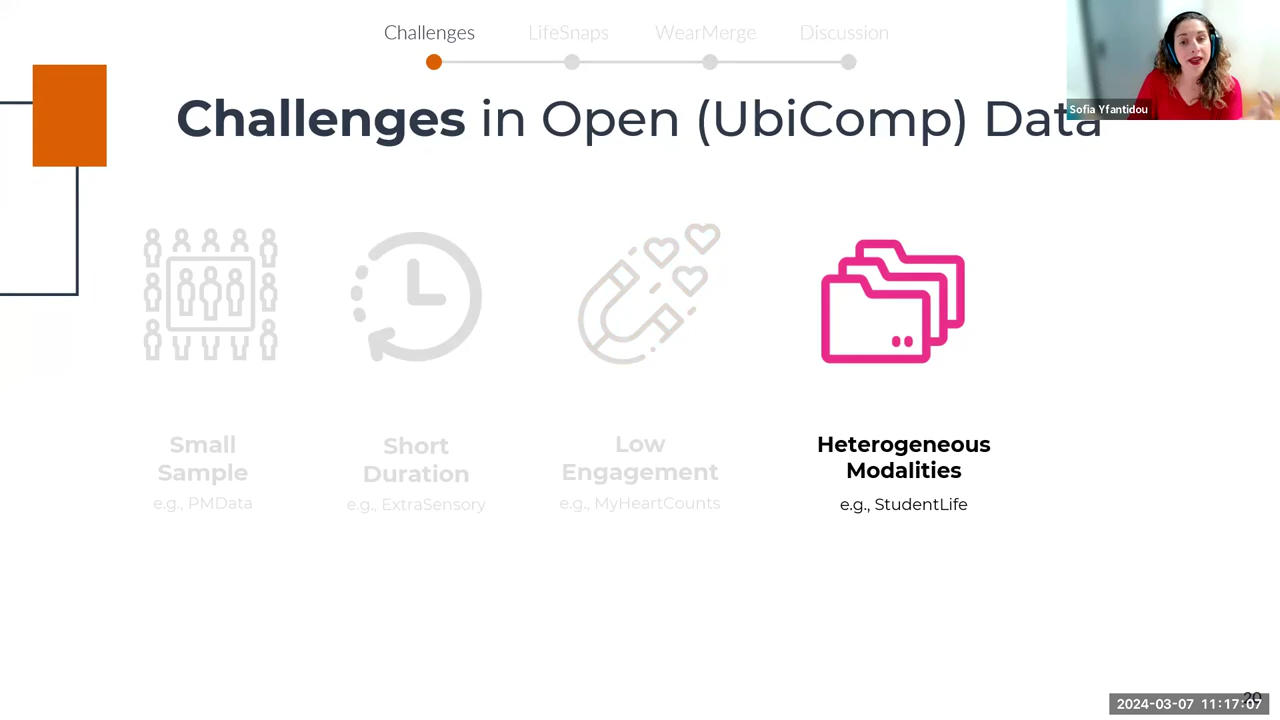 Challenges LifeSnaps WearMerge Discussion
Challenges in Open (UbiComp) Data
Sofia Yfantidou
Small
Sample
e.g., PMData
Short
Duration
e.g., ExtraSensory
Low
Engagement
e.g., MyHeartCounts
Heterogeneous
Modalities
e.g., StudentLife
20
2024-03-07 11:17:07